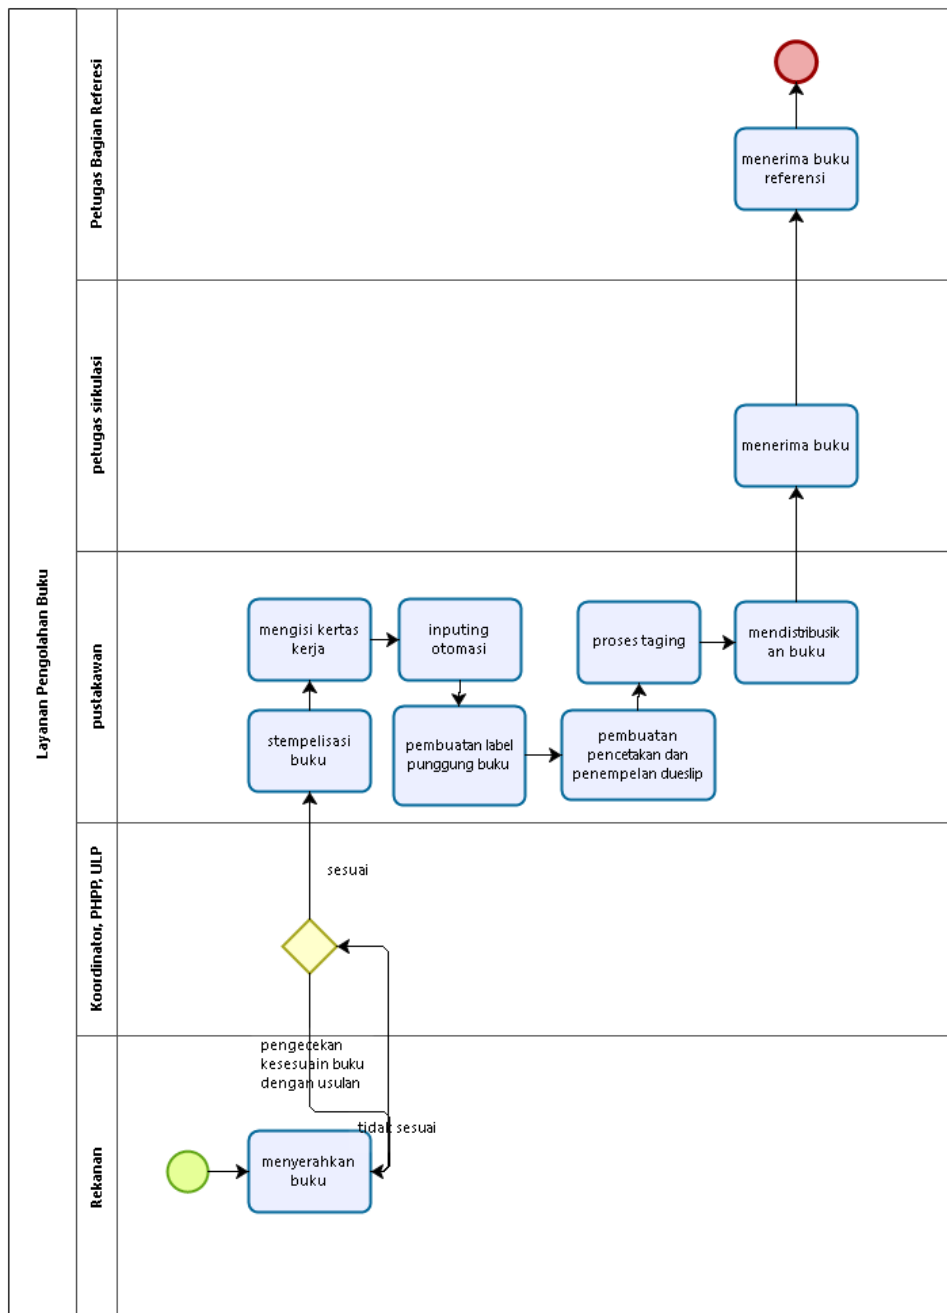 Layanan Pengolahan Buku
Petugas Bagian Referesi
menerima buku
referensi
petugas sirkulasi
menerima buku
pustakawan
mengisi kertas
kerja
inputing
otomasi
proses taging
mendistribusik
an buku
stempelisasi
buku
pembuatan label
punggung buku
pembuatan
pencetakan dan
penempelan dueslip
Koordinator, PHPP, ULP
sesuai
pengecekan
kesesuain buku
dengan usulan
tidak sesuai
Rekanan
menyerahkan
buku